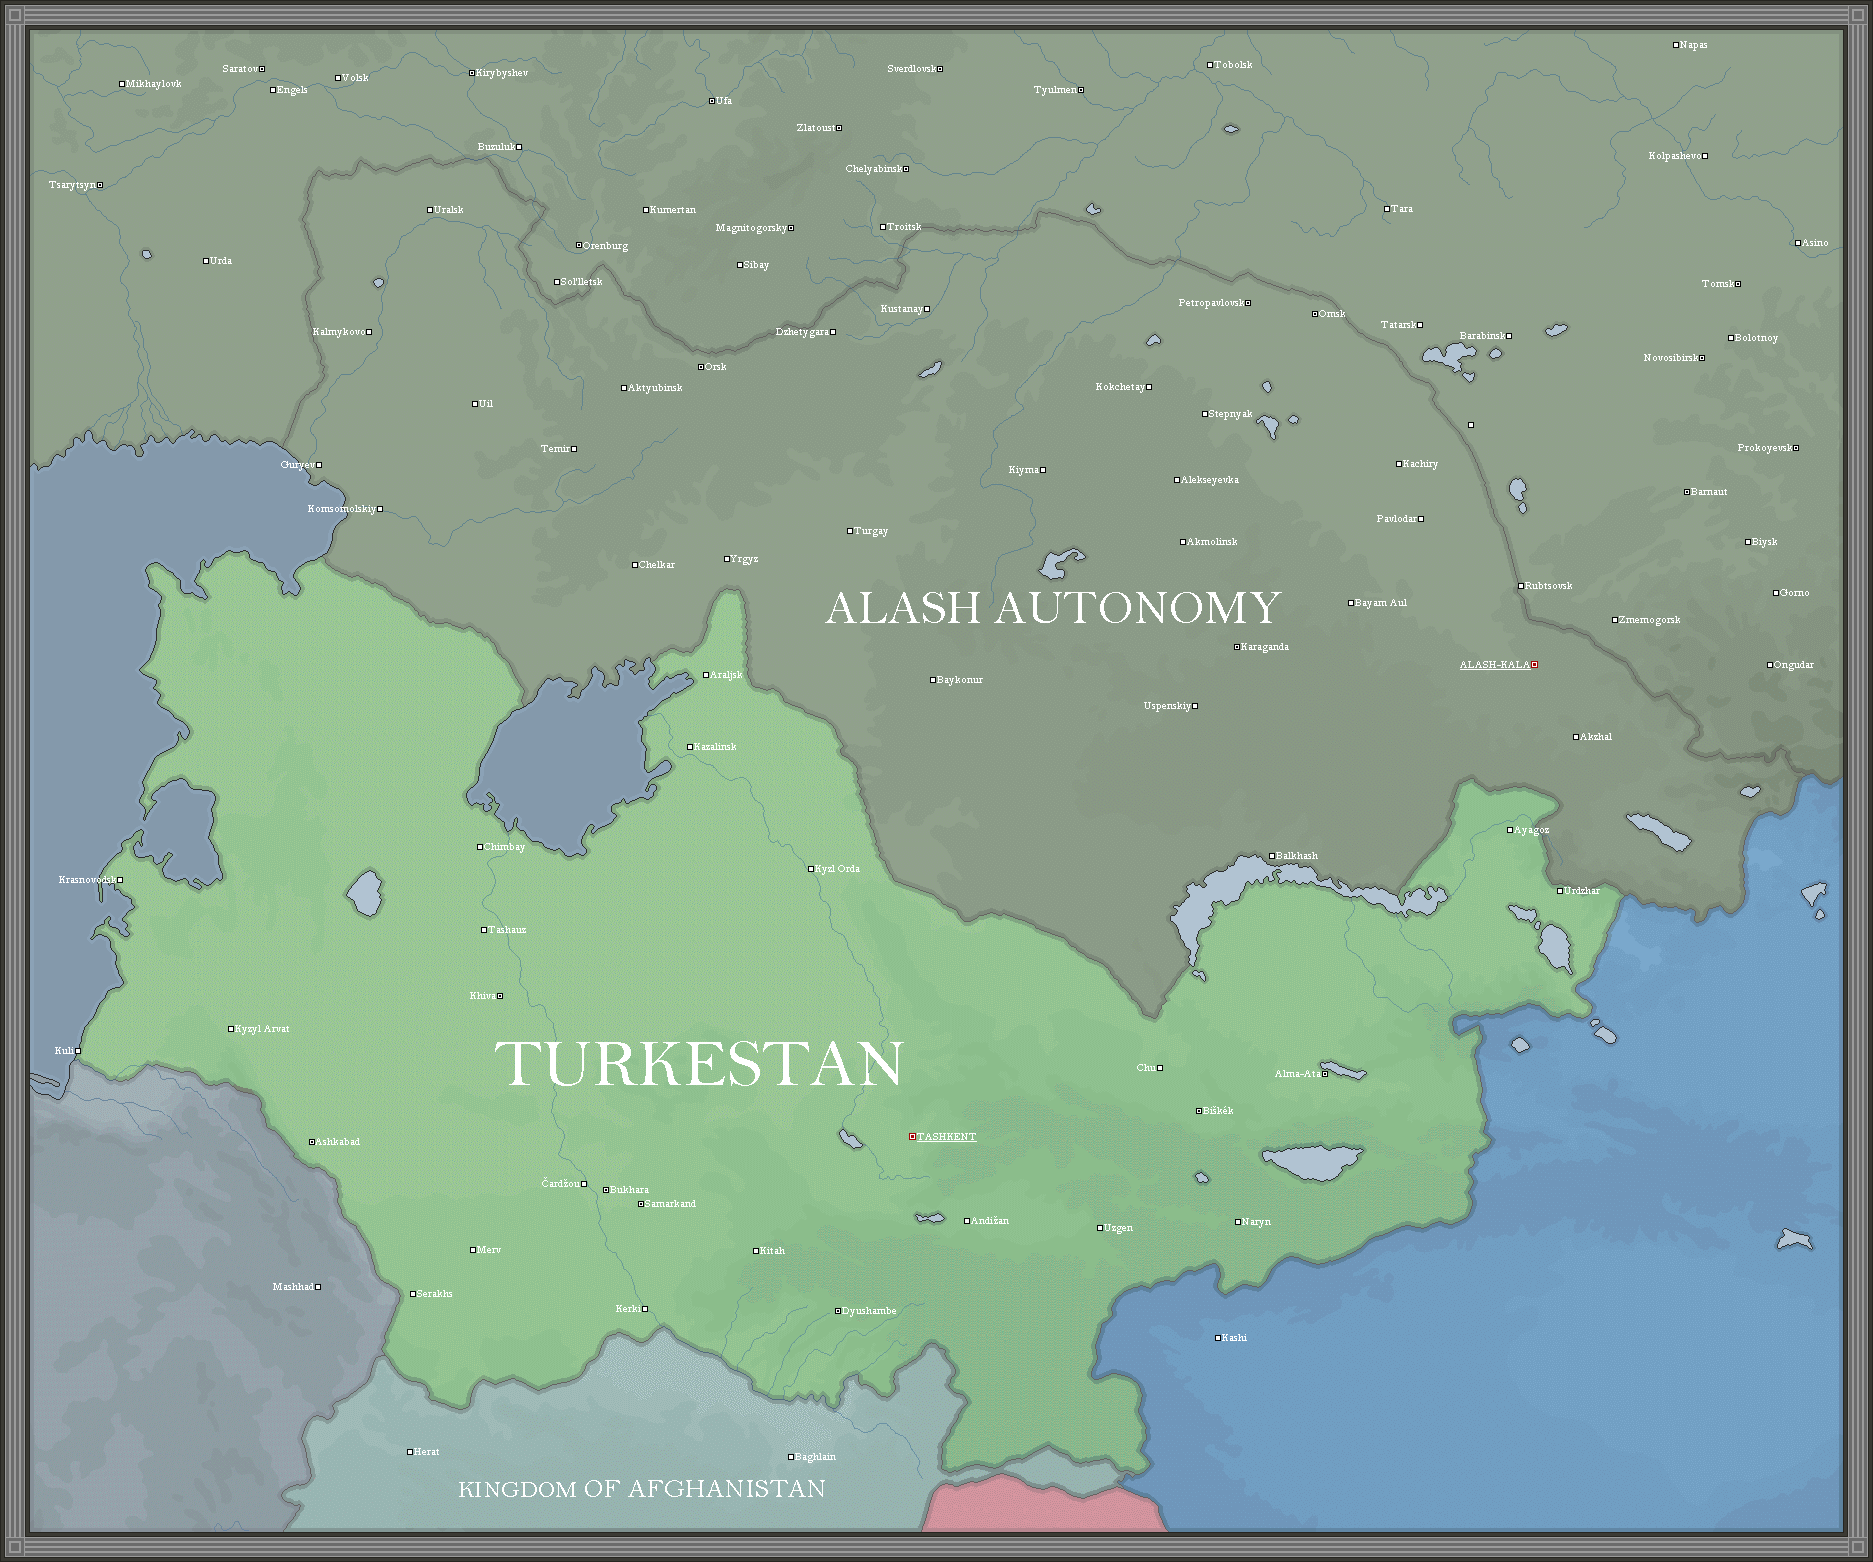 Napas
Tobolsk
Saratov
Kirybyshev
Sverdlovsk
Volsk
Mikhaylovk
Engels
Tyulmen
Ufa
Zlatoust
Buzuluk
Kolpashevo
Chelyabinsk
Tsarytsyn
Uralsk
Kumertan
Tara
Magnitogorsky
Troitsk
Asino
Orenburg
Urda
Sibay
Sol'lletsk
Tomsk
Petropavlovsk
Kustanay
Omsk
Tatarsk
Kalmykovo
Dzhetygara
Barabinsk
Bolotnoy
Novosibirsk
Orsk
Aktyubinsk
Kokchetay
Uil
Stepnyak
Temir
Prokoyevsk
Guryev
Kachiry
Kiyma
Alekseyevka
Barnaut
Komsomolskiy
Pavlodar
Turgay
Akmolinsk
Biysk
Yrgyz
Chelkar
Rubtsovsk
Gorno
Bayam Aul
ALASH AUTONOMY
Zmernogorsk
Karaganda
ALASH-KALA
Ongudar
Araljsk
Baykonur
Uspenskiy
Akzhal
Kazalinsk
Ayagoz
Chimbay
Balkhash
Kyzl Orda
Krasnovodsk
Urdzhar
Tashauz
Khiva
Kyzyl Arvat
Kuli
TURKESTAN
Chu
Alma-Ata
Biškék
TASHKENT
Ashkabad
Čardžou
Bukhara
Samarkand
Andižan
Naryn
Uzgen
Merv
Kitah
Mashhad
Serakhs
Kerki
Dyushambe
Kashi
Herat
Baghlain
KINGDOM OF AFGHANISTAN